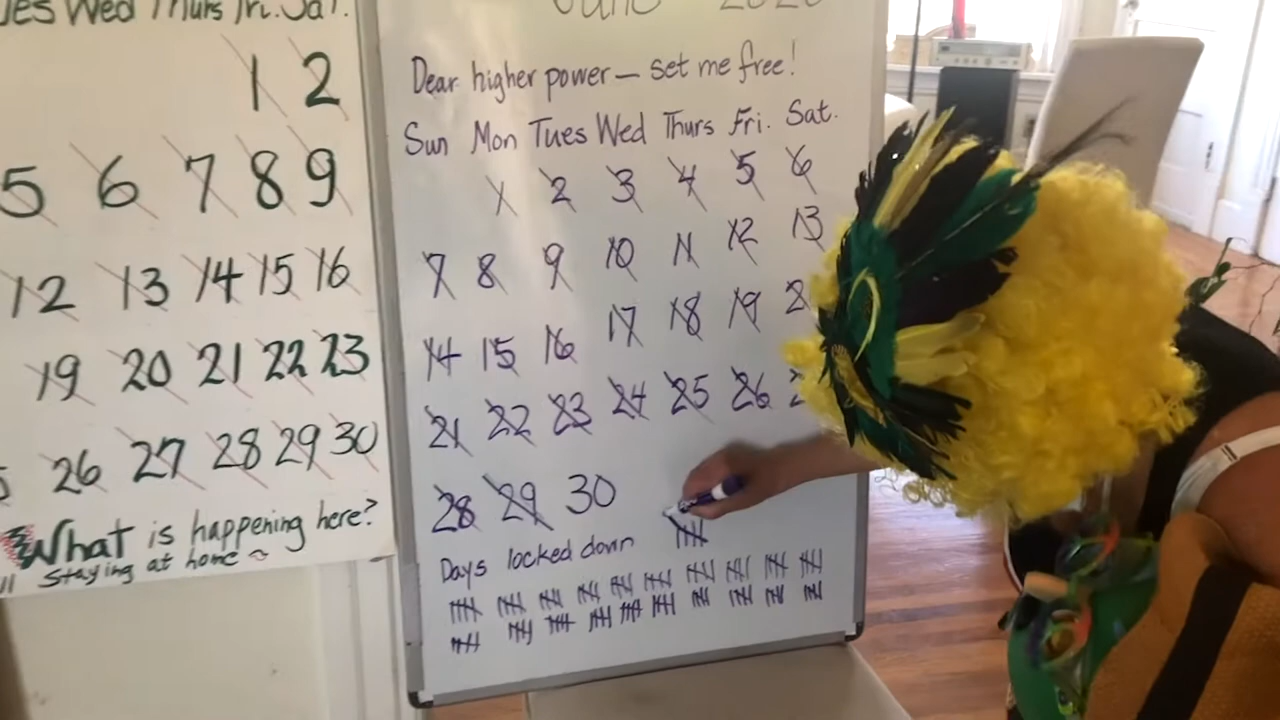 Wed Thurs Fri. Sat.
1 2
5 6 7 8 9
12 13 14 15 16
19 20 21 22 23
26 27 28 29 30
What is happening here?
Staying at home ~
June 2020
Dear higher power — set me free!
Sun Mon Tues Wed Thurs Fri. Sat.
1 2 3 4 5 6
7 8 9 10 11 12 13
14 15 16 17 18 19
21 22 23 24 25 26
28 29 30
Days locked down